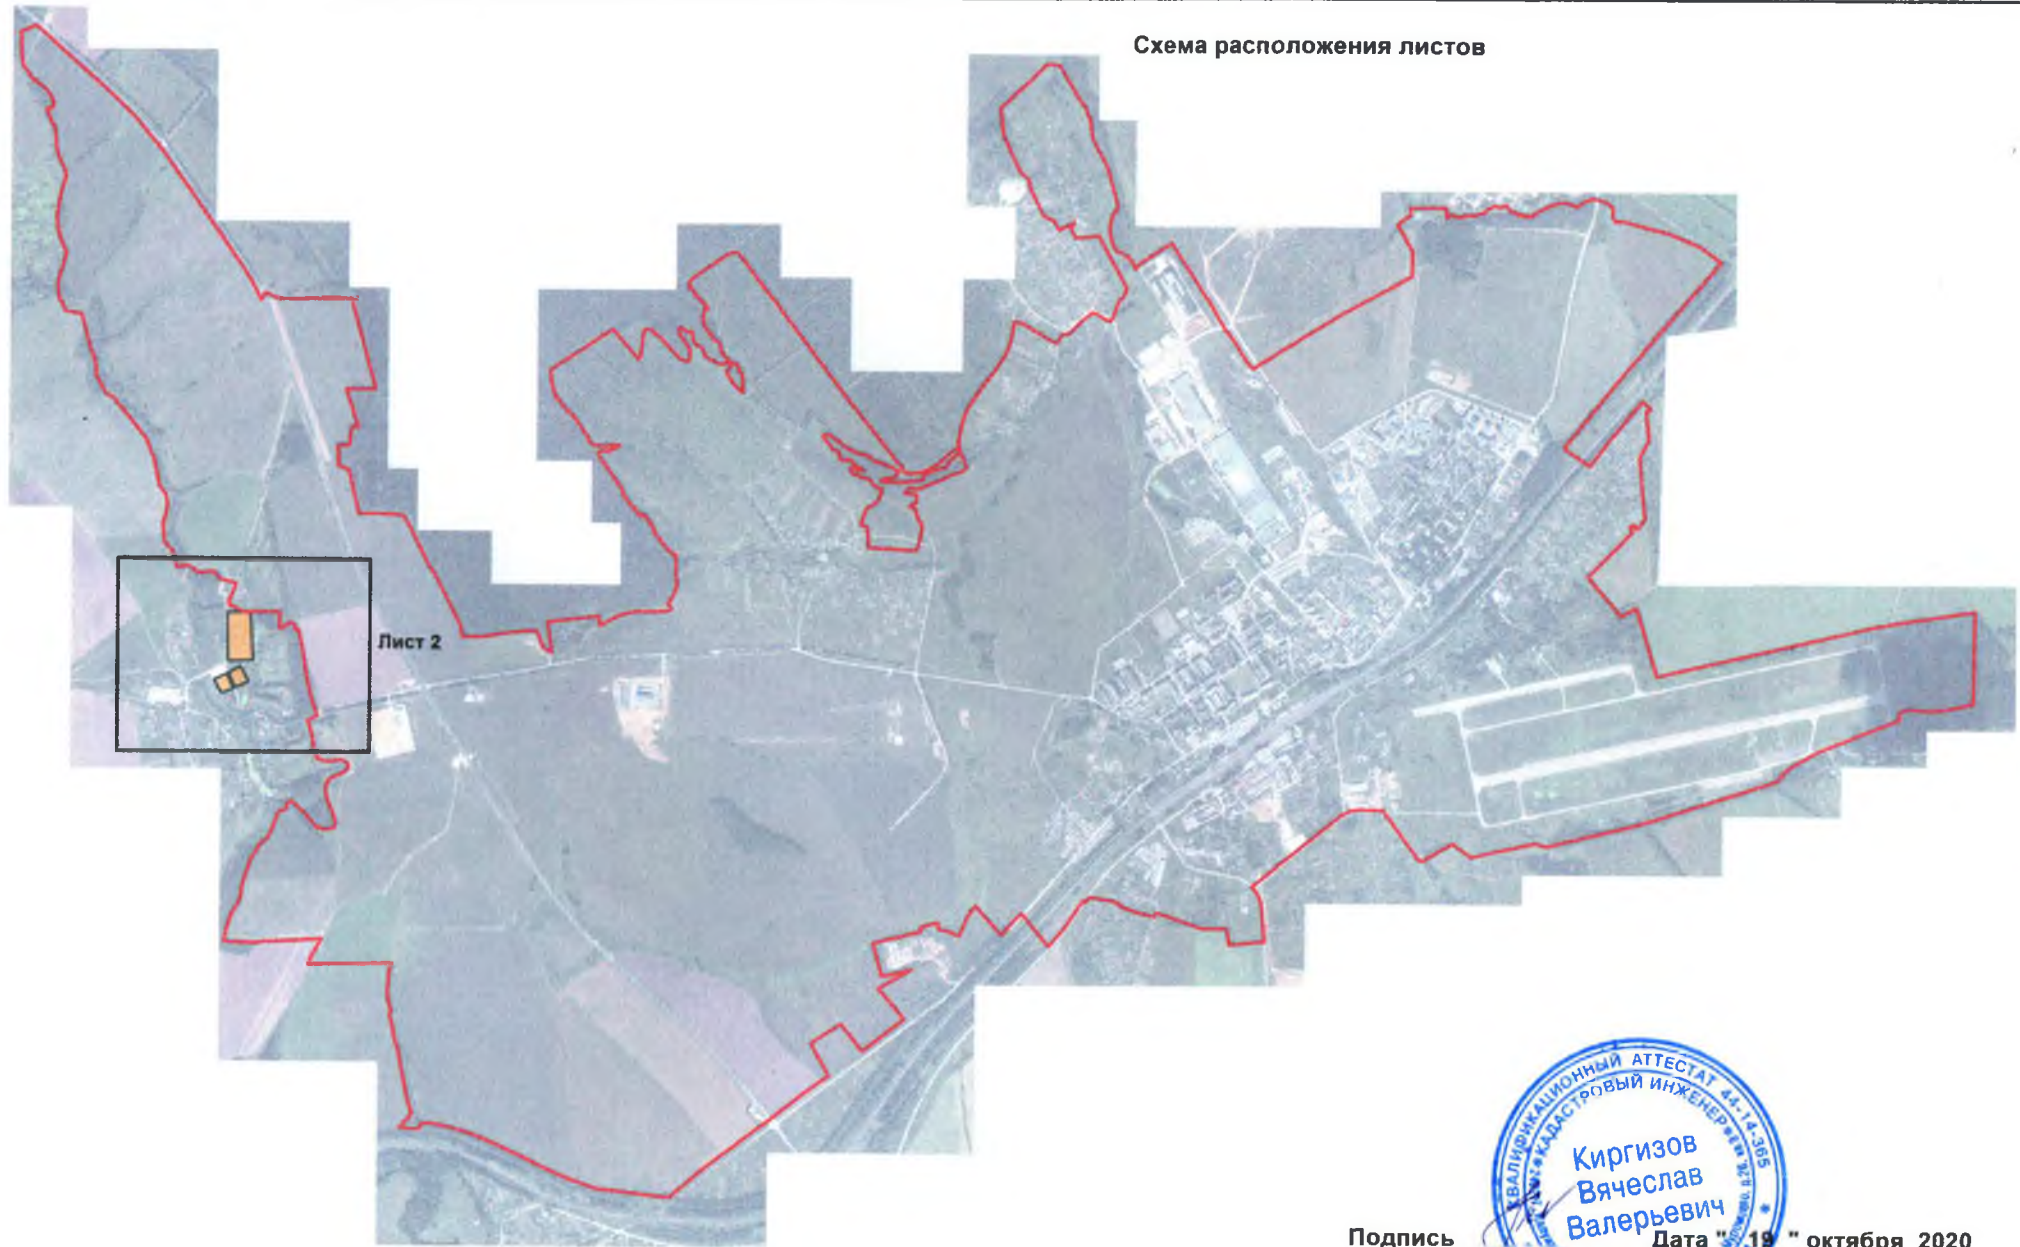 Схема расположения листов
Лист 2
КВАЛИФИКАЦИОННЫЙ АТТЕСТАТ 44-14-365 *
КАДАСТРОВЫЙ ИНЖЕНЕР
Киргизов
Вячеслав
Валерьевич
Подпись
Дата " 19 " октября 2020